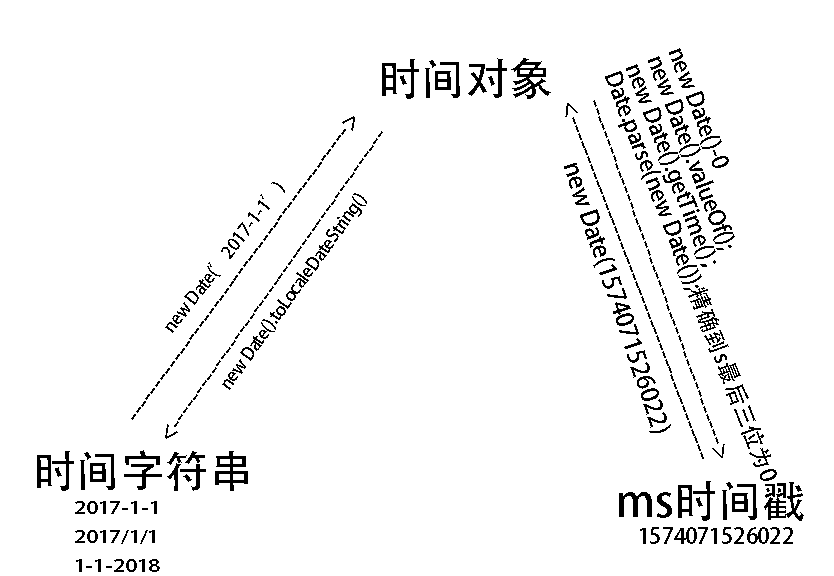 时间对象
new Date()-0
new Date().valueOf();
new Date().getTime();
Date.parse(new Date());精确到s最后三位为0
new Date(1574071526022)
new Date(‘2017-1-1’)
new Date().toLocaleDateString()
时间字符串
2017-1-1
2017/1/1
1-1-2018
ms时间戳
1574071526022